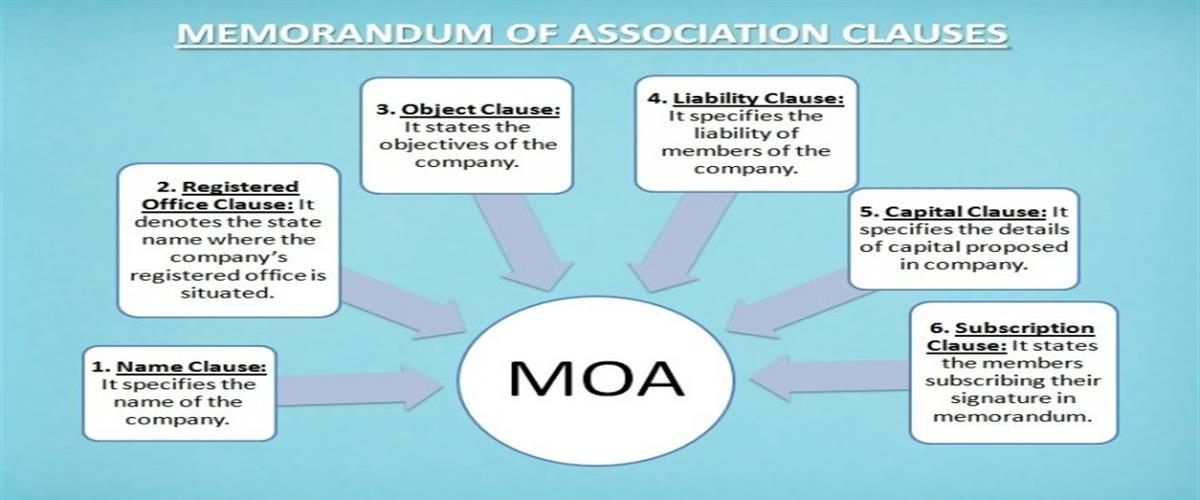 MEMORANDUM OF ASSOCIATION CLAUSES
1. Name Clause:
It specifies the
name of the
company.
2. Registered
Office Clause: It
denotes the state
name where the
company's
registered office is
situated.
3. Object Clause:
It states the
objectives of the
company.
4. Liability Clause:
It specifies the
liability of
members of the
company.
5. Capital Clause: It
specifies the details
of capital proposed
in company.
6. Subscription
Clause: It states
the members
subscribing their
signature in
memorandum.
MOA